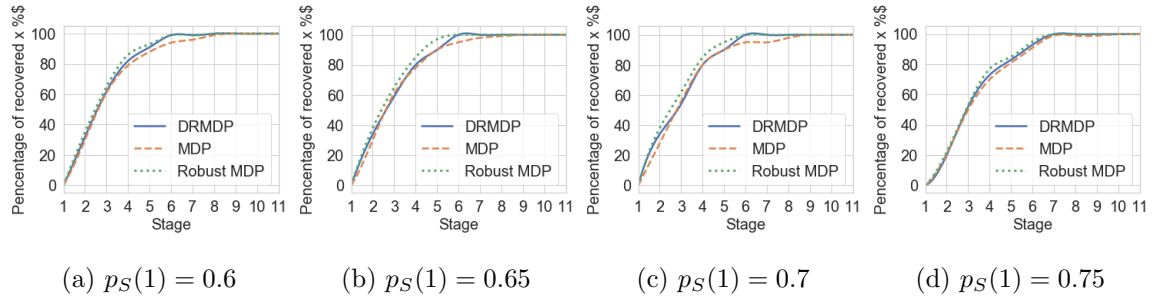 Pencentage of recovered x %$
100
80
60
40
20
0
DRMDP
MDP
Robust MDP
1 2 3 4 5 6 7 8 9 10 11
Stage
(a) p_S(1) = 0.6
Pencentage of recovered x %$
100
80
60
40
20
0
DRMDP
MDP
Robust MDP
1 2 3 4 5 6 7 8 9 10 11
Stage
(b) p_S(1) = 0.65
Pencentage of recovered x %$
100
80
60
40
20
0
DRMDP
MDP
Robust MDP
1 2 3 4 5 6 7 8 9 10 11
Stage
(c) p_S(1) = 0.7
Pencentage of recovered x %$
100
80
60
40
20
0
DRMDP
MDP
Robust MDP
1 2 3 4 5 6 7 8 9 10 11
Stage
(d) p_S(1) = 0.75